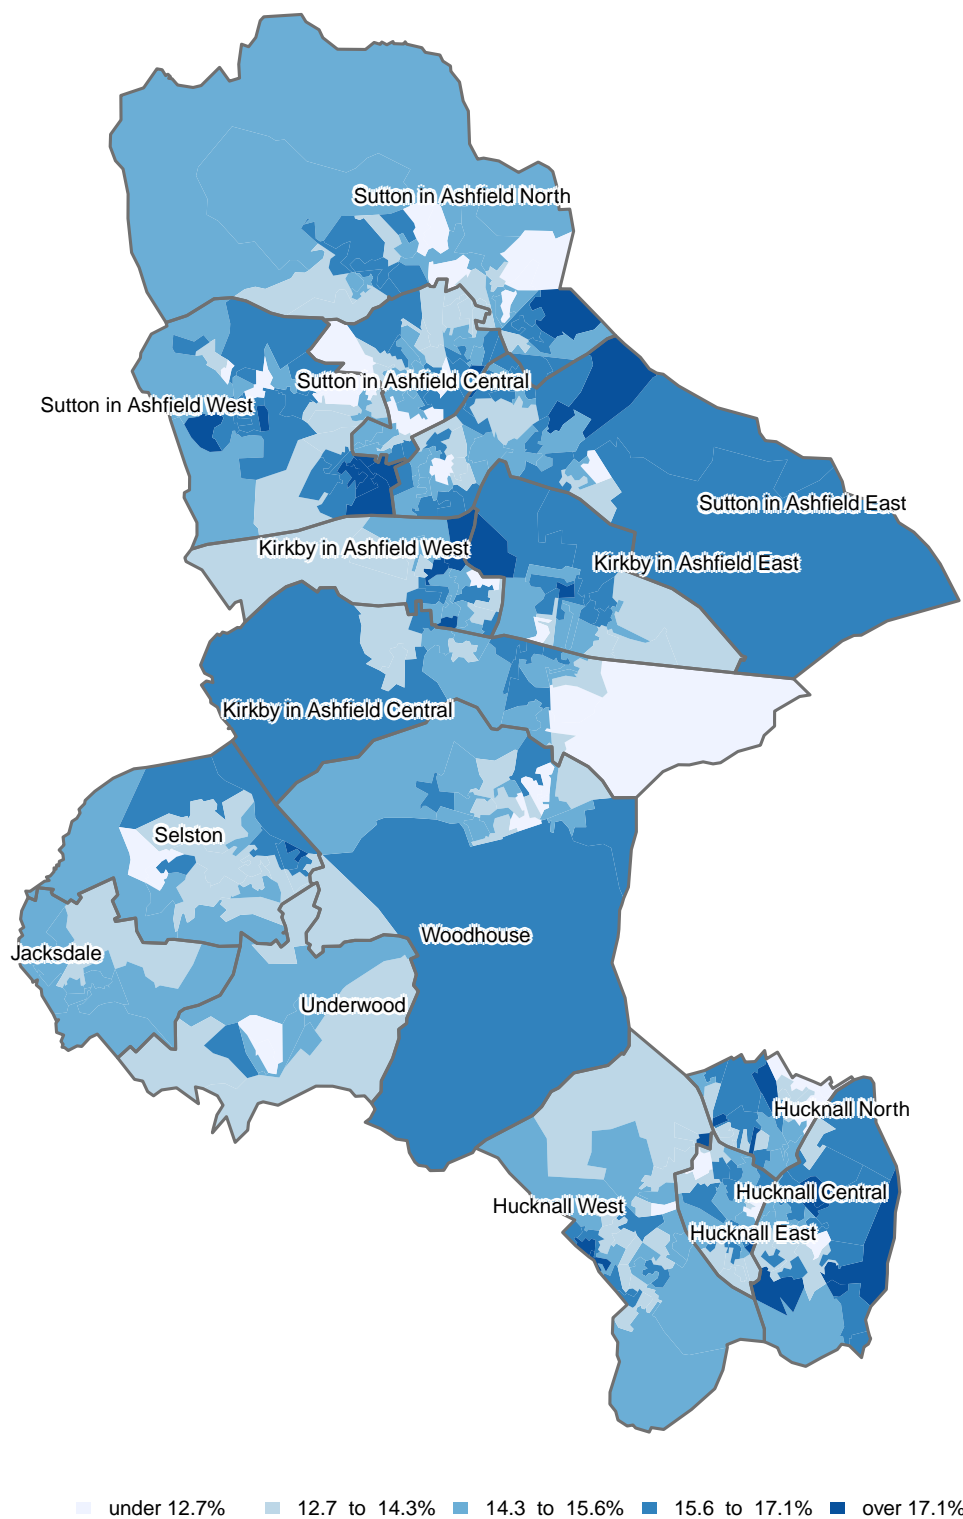 Sutton in Ashfield North
Sutton in Ashfield Central
Sutton in Ashfield West
Sutton in Ashfield East
Kirkby in Ashfield West
Kirkby in Ashfield East
Kirkby in Ashfield Central
Selston
Woodhouse
Jacksdale
Underwood
Hucknall North
Hucknall Central
Hucknall West
Hucknall East
under 12.7% 12.7 to 14.3% 14.3 to 15.6% 15.6 to 17.1% over 17.1%